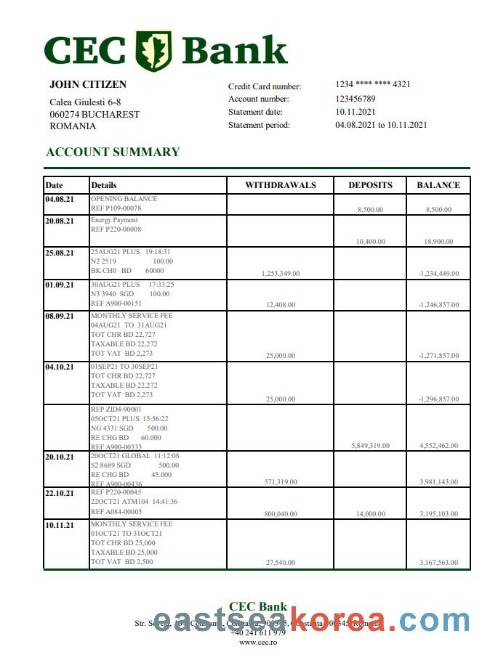 CEC Bank
JOHN CITIZEN
Calea Giulesti 6-8
060274 BUCHAREST
ROMANIA
Credit Card number: 1234 **** **** 4321
Account number: 123456789
Statement date: 10.11.2021
Statement period: 04.08.2021 to 10.11.2021
ACCOUNT SUMMARY
Date Details WITHDRAWALS DEPOSITS BALANCE
04.08.21 OPENING BALANCE
REF P109-00078 8,500.00 8,500.00
20.08.21 Energy Payment
REF P220-00008
10,400.00 18,900.00
25.08.21 25AUG21 PLUS 19:18:31
N2 2519 100.00
BK CH0 BD 60000 1,253,349.00 -1,234,449.00
01.09.21 30AUG21 PLUS 17:33:25
N3 3940 SGD 100.00
REF A900-00151 12,408.00 -1,246,857.00
08.09.21 MONTHLY SERVICE FEE
04AUG21 TO 31AUG21
TOT CHR BD 22,727
TAXABLE BD 22,272
TOT VAT BD 2,273 25,000.00 -1,271,857.00
04.10.21 01SEP21 TO 30SEP21
TOT CHR BD 22,727
TAXABLE BD 22,272
TOT VAT BD 2,273
25,000.00 -1,296,857.00
REP ZID4-90001
05OCT21 PLUS 15:56:22
NG 4331 SGD 500.00
RE CHG BD 60.000
REF A900-00333 5,849,319.00 4,552,462.00
20.10.21 20OCT21 GLOBAL 11:12:08
S2 8689 SGD 500.00
RE CHG BD 45.000
REF A900-00436 571,319.00 3,981,143.00
22.10.21 REF P220-00045
22OCT21 ATM104 14:41:36
REF A084-00005 800,040.00 14,000.00 3,195,103.00
10.11.21 MONTHLY SERVICE FEE
01OCT21 TO 31OCT21
TOT CHR BD 25,000
TAXABLE BD 25,000
TOT VAT BD 2,500 27,540.00 3,167,563.00
CEC Bank
eastseakorea.com
Str.
+40 241 611 979
www.cec.ro